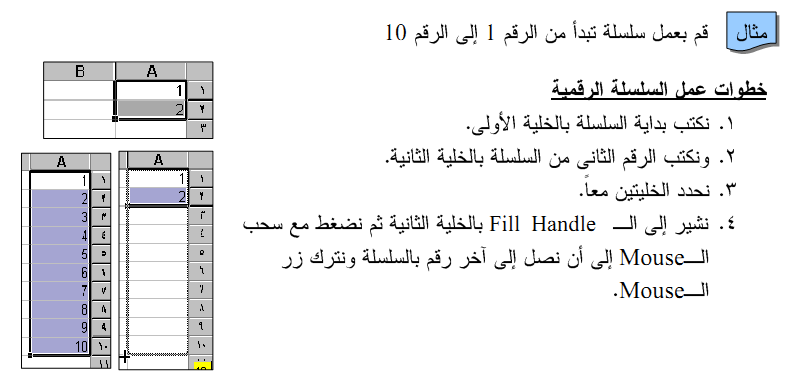 مثال قم بعمل سلسلة تبدأ من الرقم 1 إلى الرقم 10
خطوات عمل السلسلة الرقمية
١. نكتب بداية السلسلة بالخلية الأولى.
٢. ونكتب الرقم الثانى من السلسلة بالخلية الثانية.
٣. نحدد الخليتين معاً.
٤. نشير إلى الـــ Fill Handle بالخلية الثانية ثم نضغط مع سحب
الـــMouse إلى أن نصل إلى آخر رقم بالسلسلة ونترك زر
الـــMouse.
B A
1 ١
2 ٢
٣
A
1 ١
2 ٢
٣
٤
٥
٦
٧
٨
٩
١٠
A
1 ١
2 ٢
3 ٣
4 ٤
5 ٥
6 ٦
7 ٧
8 ٨
9 ٩
10 ١٠
١١